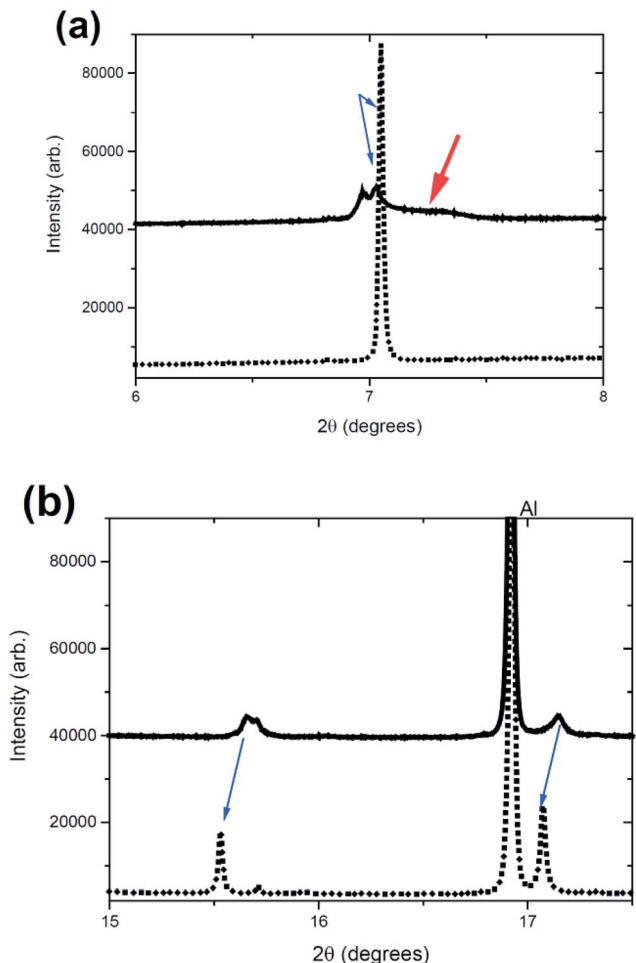 (a)
80000
60000
40000
20000
Intensity (arb.)
6
7
8
2θ (degrees)
(b)
Al
80000
60000
40000
20000
Intensity (arb.)
15
16
17
2θ (degrees)